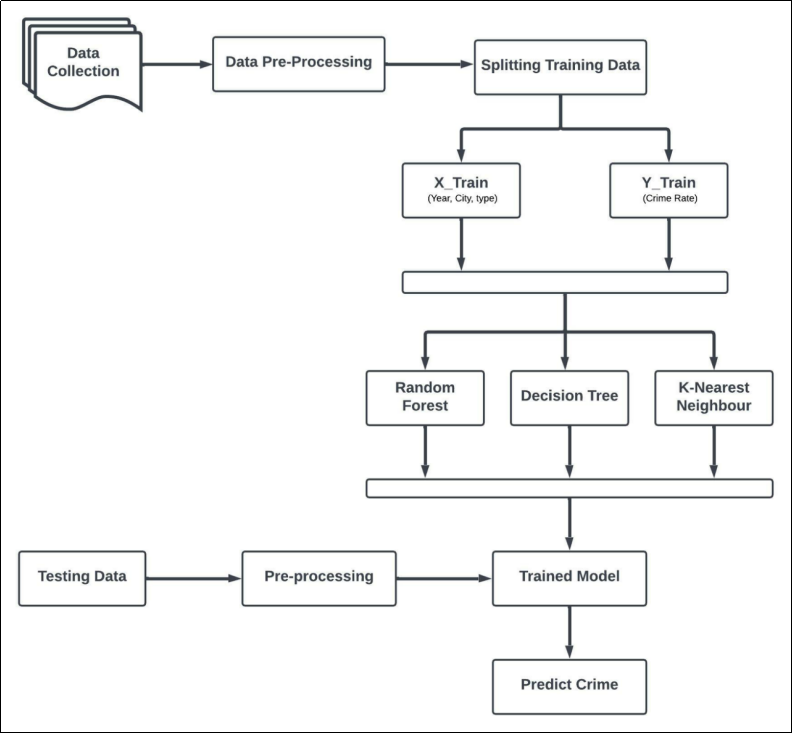 Data
Collection
Data Pre-Processing
Splitting Training Data
X_Train
(Year, City, type)
Y_Train
(Crime Rate)
Random
Forest
Decision Tree
K-Nearest
Neighbour
Testing Data
Pre-processing
Trained Model
Predict Crime